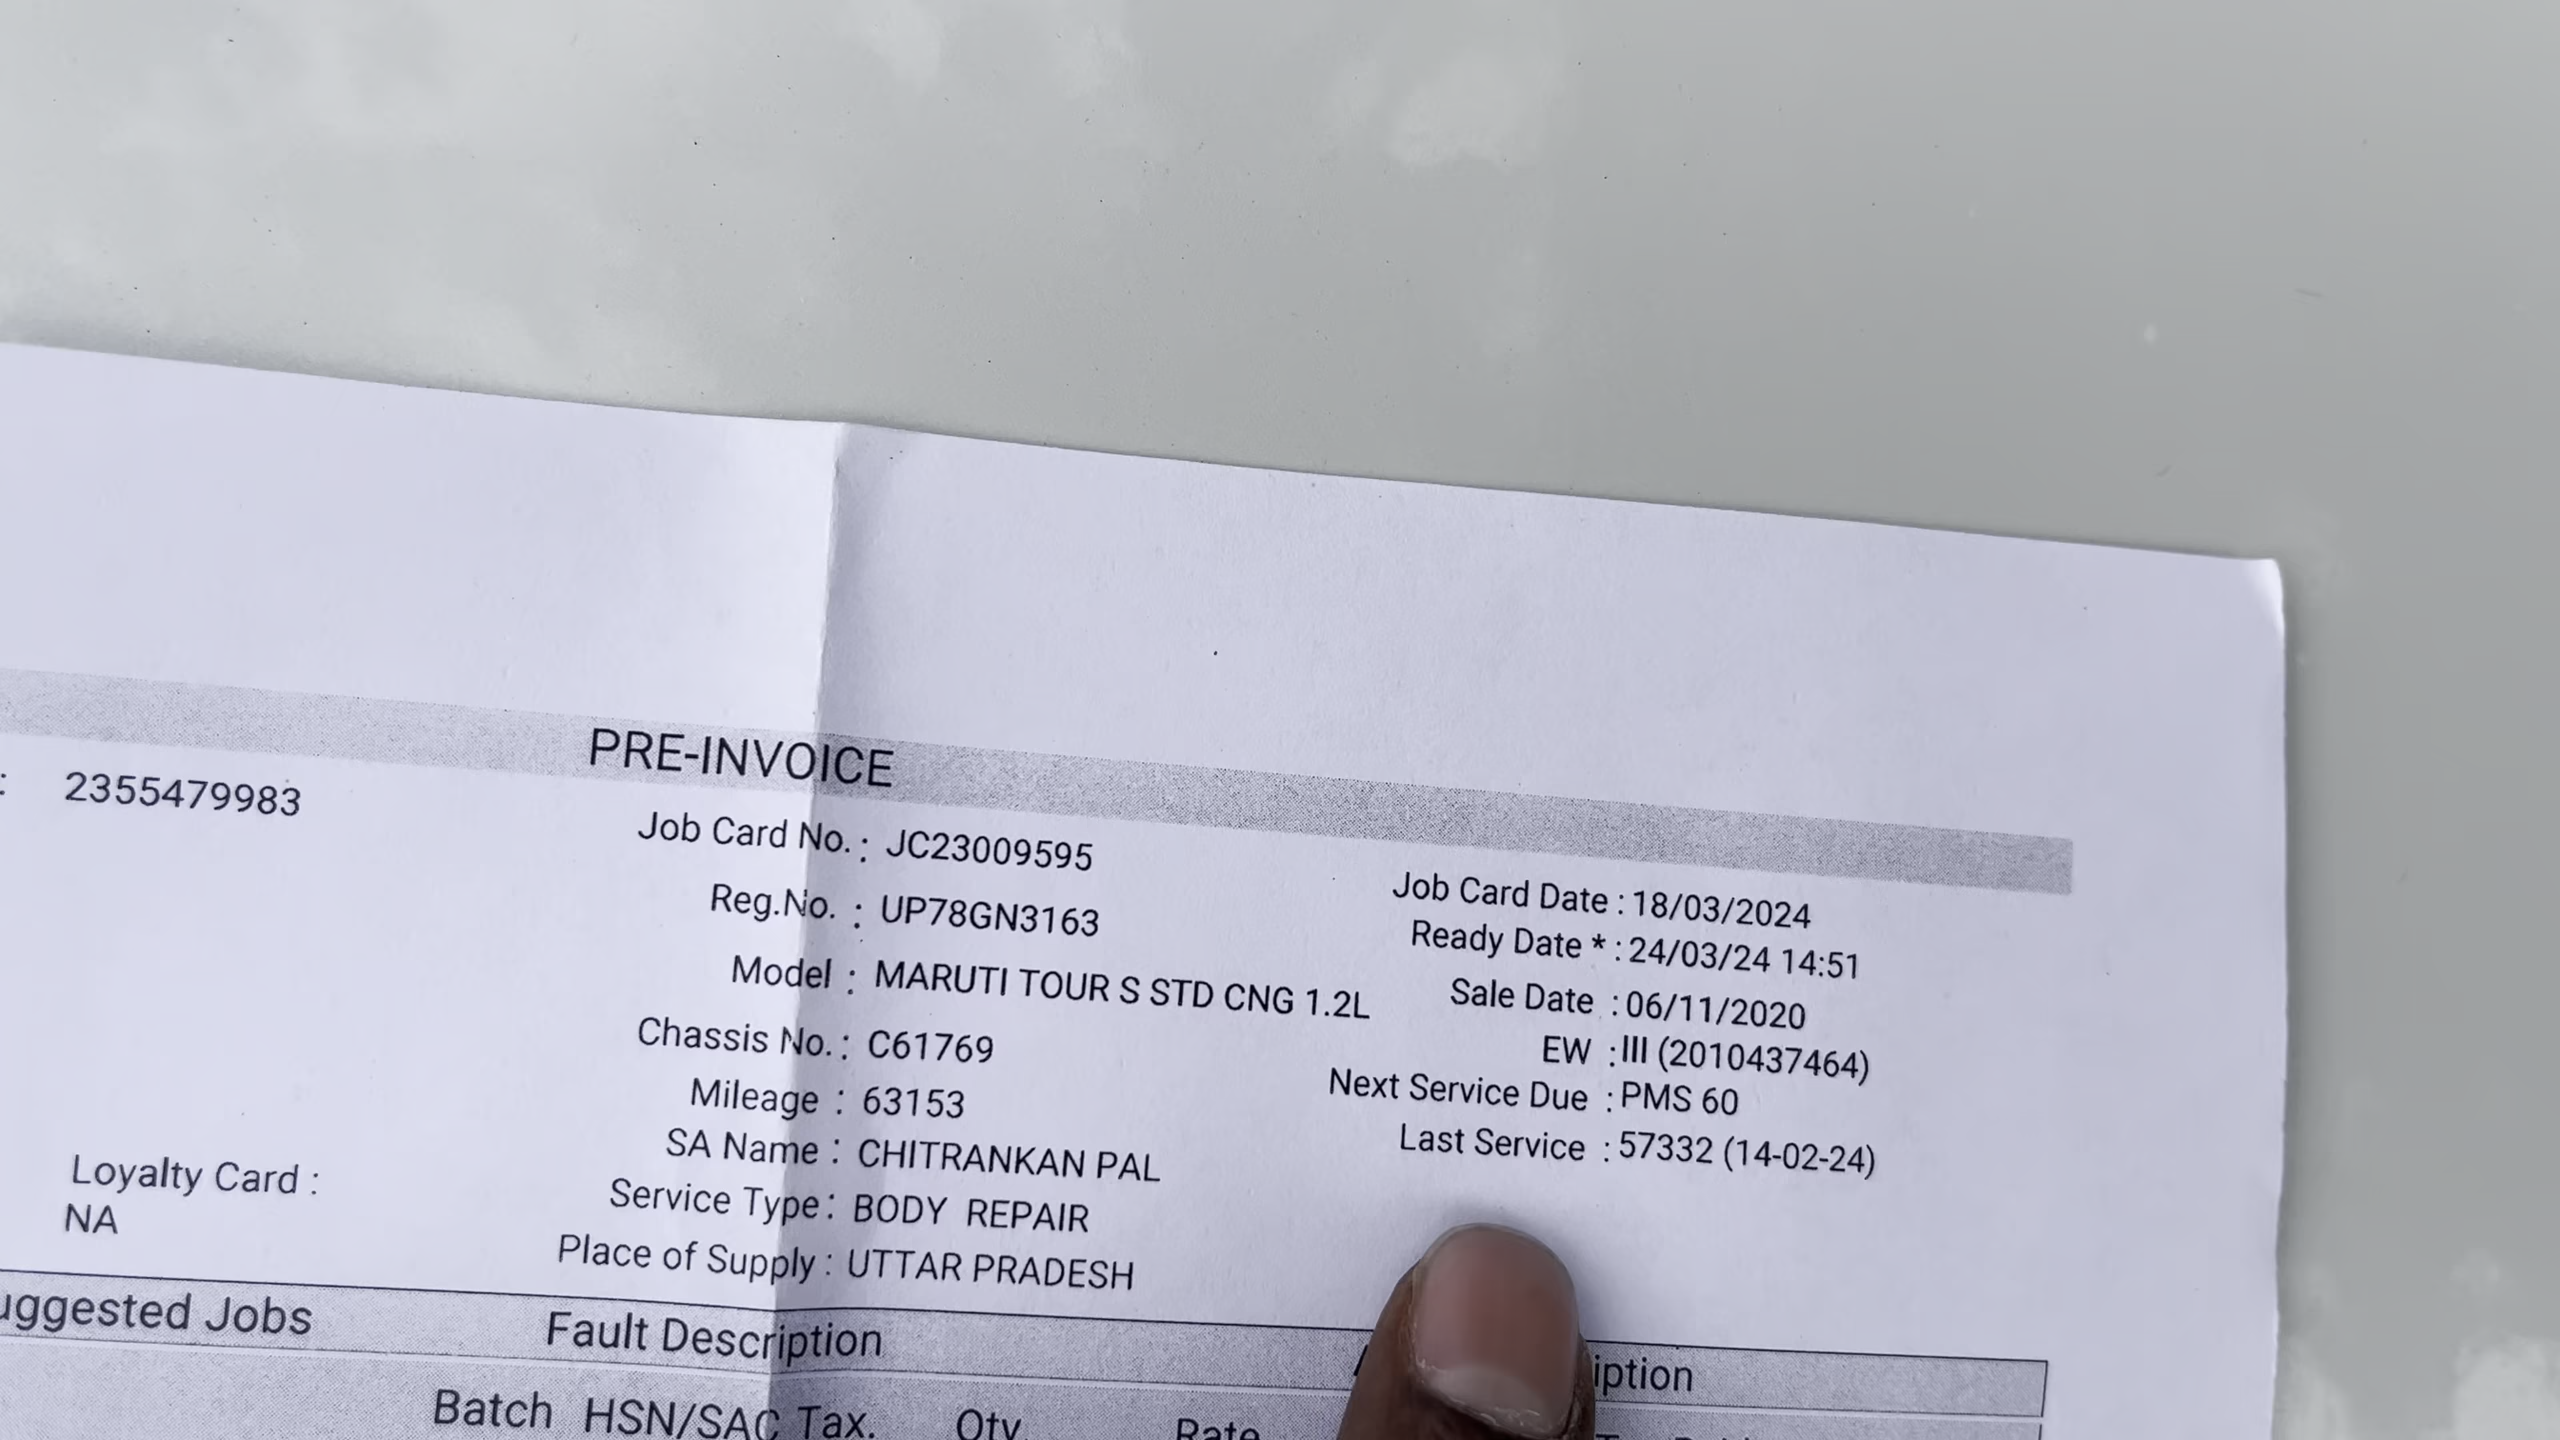 PRE-INVOICE
: 2355479983
Job Card No. : JC23009595
Job Card Date : 18/03/2024
Reg.No. : UP78GN3163
Ready Date * : 24/03/24 14:51
Model : MARUTI TOUR S STD CNG 1.2L
Sale Date : 06/11/2020
Chassis No. : C61769
EW : III (2010437464)
Mileage : 63153
Next Service Due : PMS 60
SA Name : CHITRANKAN PAL
Last Service : 57332 (14-02-24)
Loyalty Card :
NA
Service Type : BODY REPAIR
Place of Supply : UTTAR PRADESH
uggested Jobs Fault Description iption
Batch HSN/SAC Tax. Qty Rate